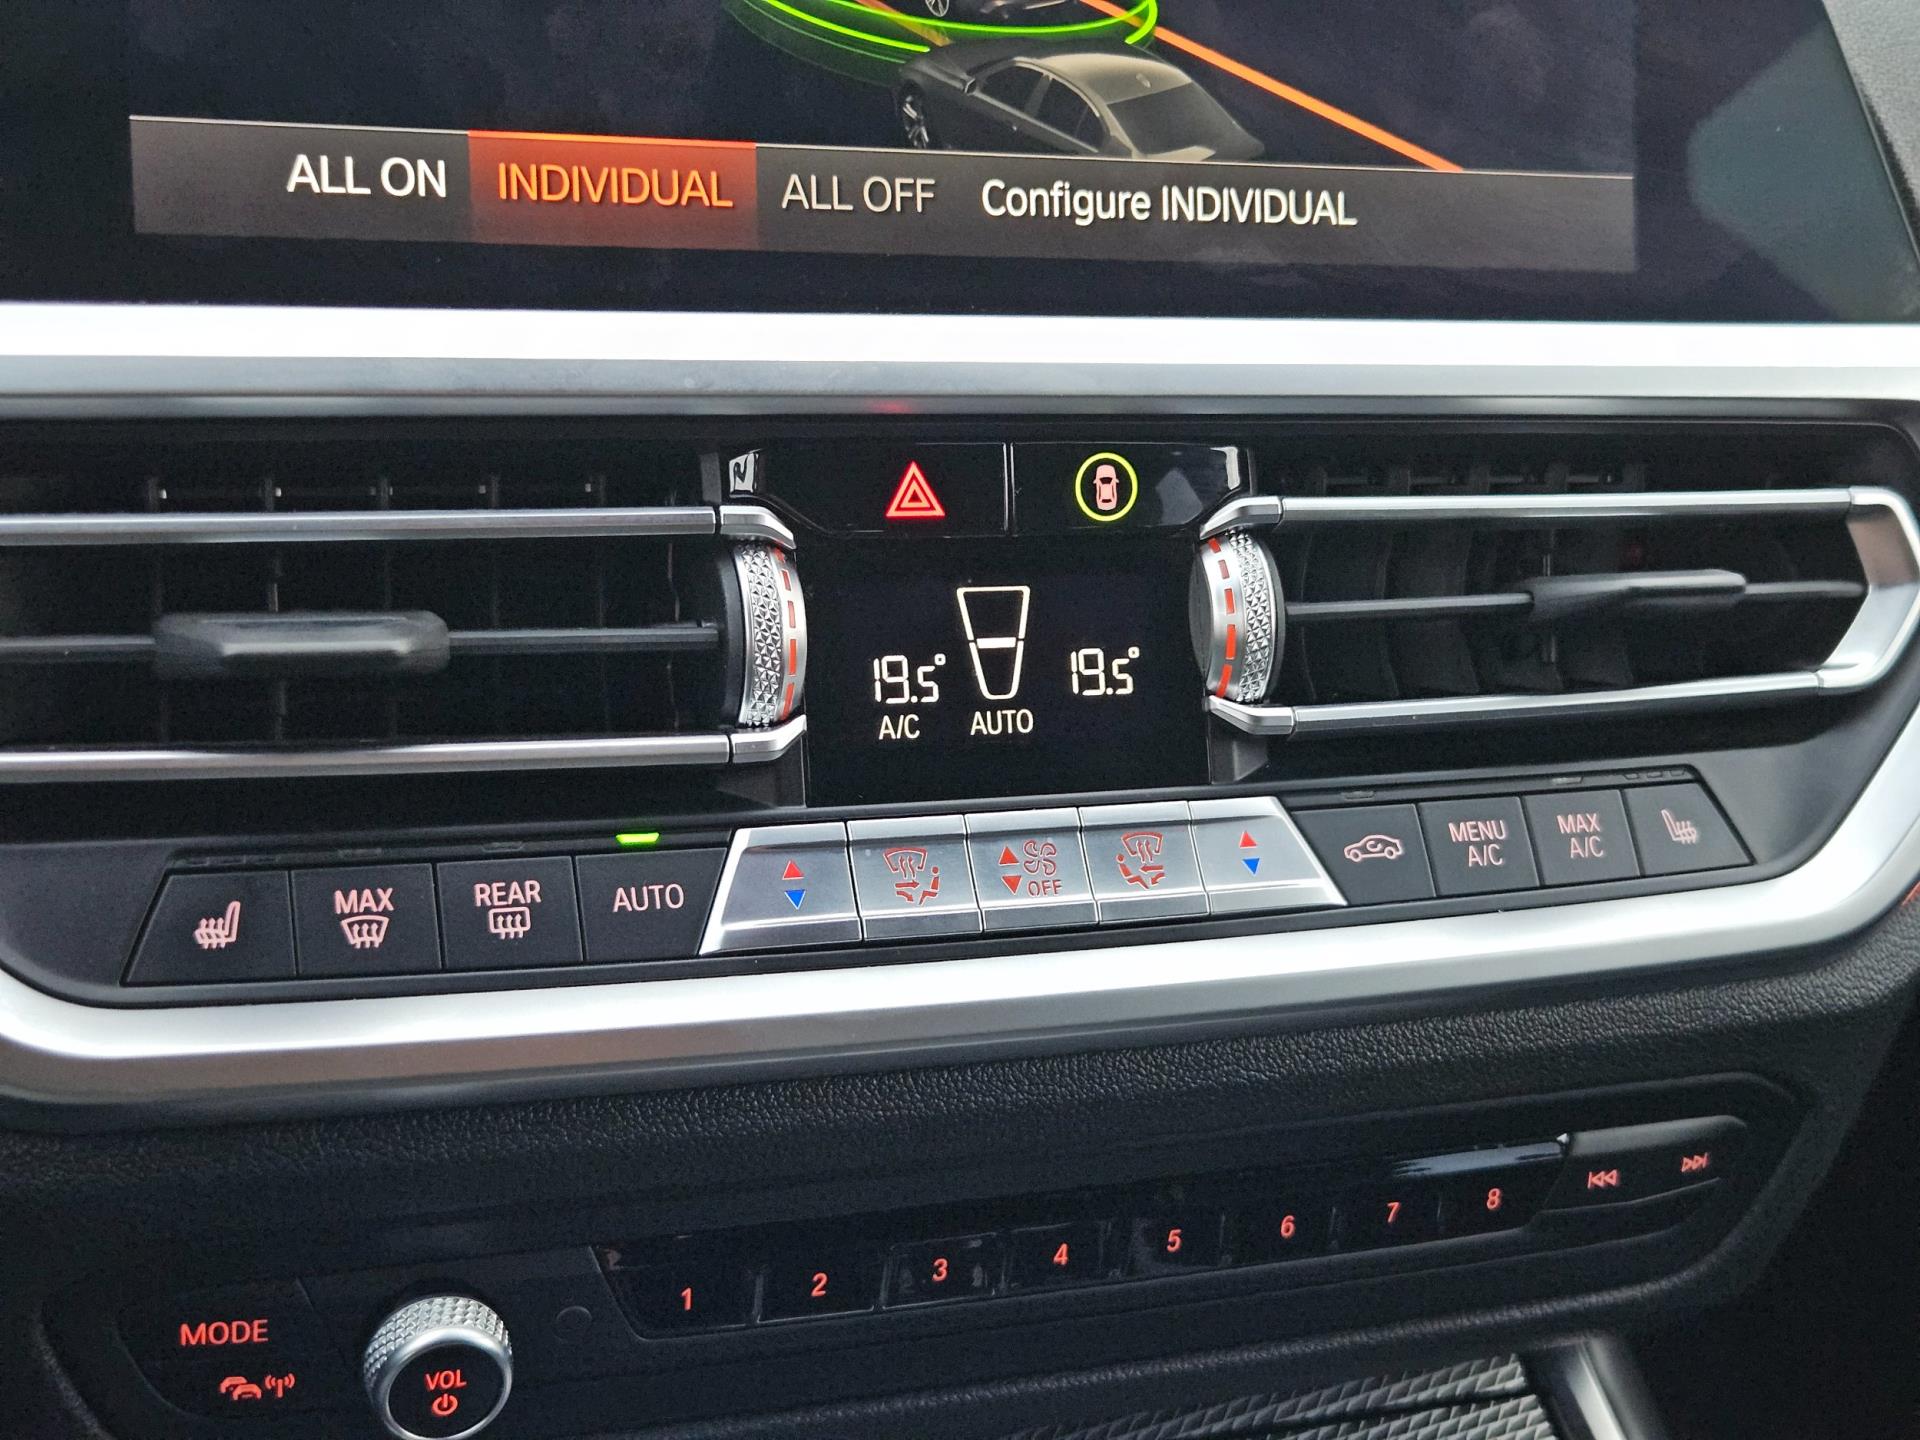 ALL ON INDIVIDUAL ALL OFF Configure INDIVIDUAL
19.5° 19.5°
A/C AUTO
MAX
REAR
AUTO
OFF
MENU
A/C
MAX
A/C
1 2 3 4 5 6 7 8
MODE
VOL